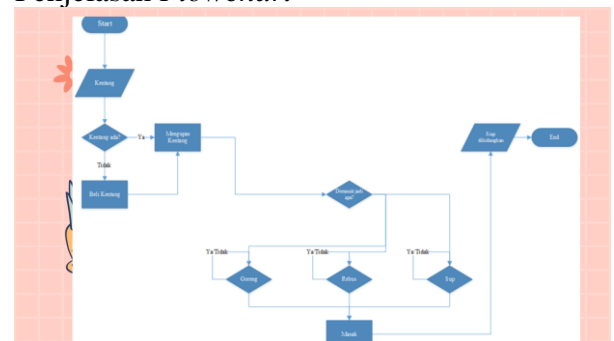 Penjelasan Flowchart
Start
Kentang
Kentang ada?
Ya
Mengupas
Kentang
Tidak
Beli Kentang
Dimasak jadi
apa?
Siap
dihidangkan
End
Ya/Tidak
Ya/Tidak
Ya/Tidak
Goreng
Rebus
Sup
Masak